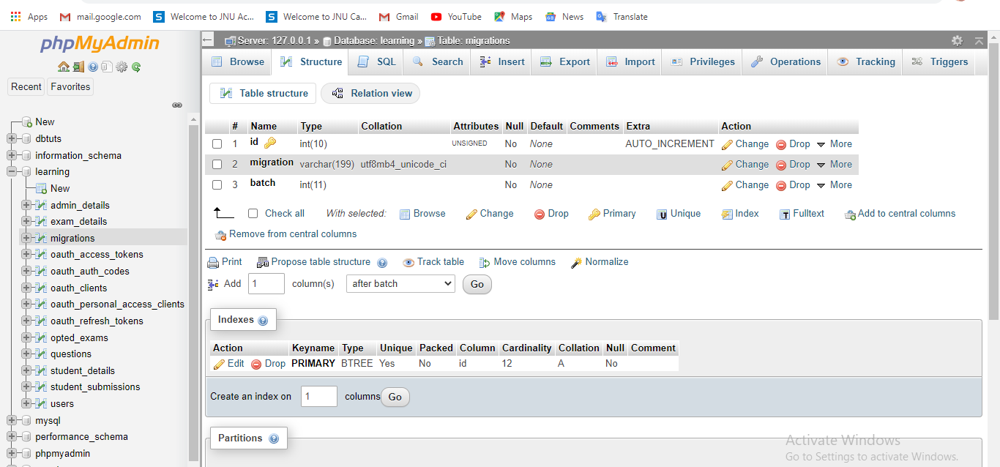 Apps mail.google.com Welcome to JNU Ac... Welcome to JNU Ca... Gmail YouTube Maps News Translate
phpMyAdmin
Recent Favorites
New
dbtuts
information_schema
learning
New
admin_details
exam_details
migrations
oauth_access_tokens
oauth_auth_codes
oauth_clients
oauth_personal_access_clients
oauth_refresh_tokens
opted_exams
questions
student_details
student_submissions
users
mysql
performance_schema
phpmyadmin
Server: 127.0.0.1 » Database: learning » Table: migrations
Browse Structure SQL Search Insert Export Import Privileges Operations Tracking Triggers
Table structure Relation view
# Name Type Collation Attributes Null Default Comments Extra Action
1 id int(10) UNSIGNED No None AUTO_INCREMENT Change Drop More
2 migration varchar(199) utf8mb4_unicode_ci No None Change Drop More
3 batch int(11) No None Change Drop More
Check all With selected: Browse Change Drop Primary Unique Index Fulltext Add to central columns
Remove from central columns
Print Propose table structure Track table Move columns Normalize
Add 1 column(s) after batch Go
Indexes
Action Keyname Type Unique Packed Column Cardinality Collation Null Comment
Edit Drop PRIMARY BTREE Yes No id 12 A No
Create an index on 1 columns Go
Partitions
Activate Windows
Go to Settings to activate Windows.